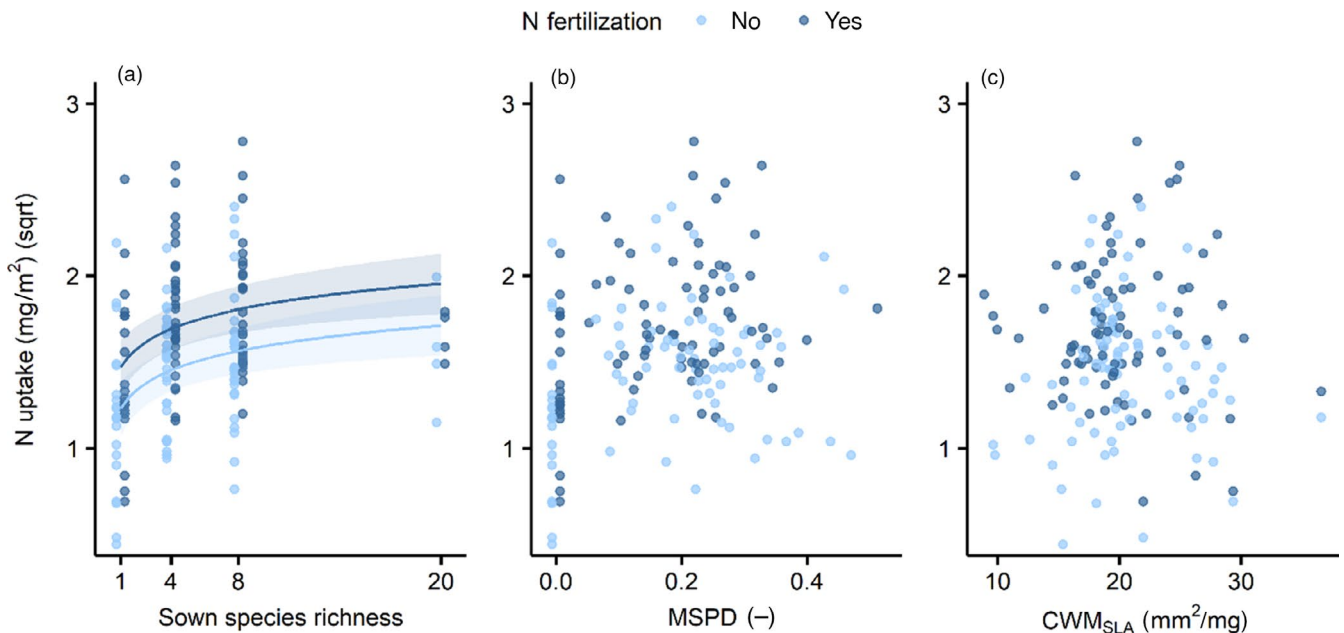 N fertilization No Yes
(a) (b) (c)
N uptake (mg/m²) (sqrt)
3 3 3
2 2 2
1 1 1
1 4 8 20 0.0 0.2 0.4 10 20 30
Sown species richness MSPD (–) CWM_SLA (mm²/mg)